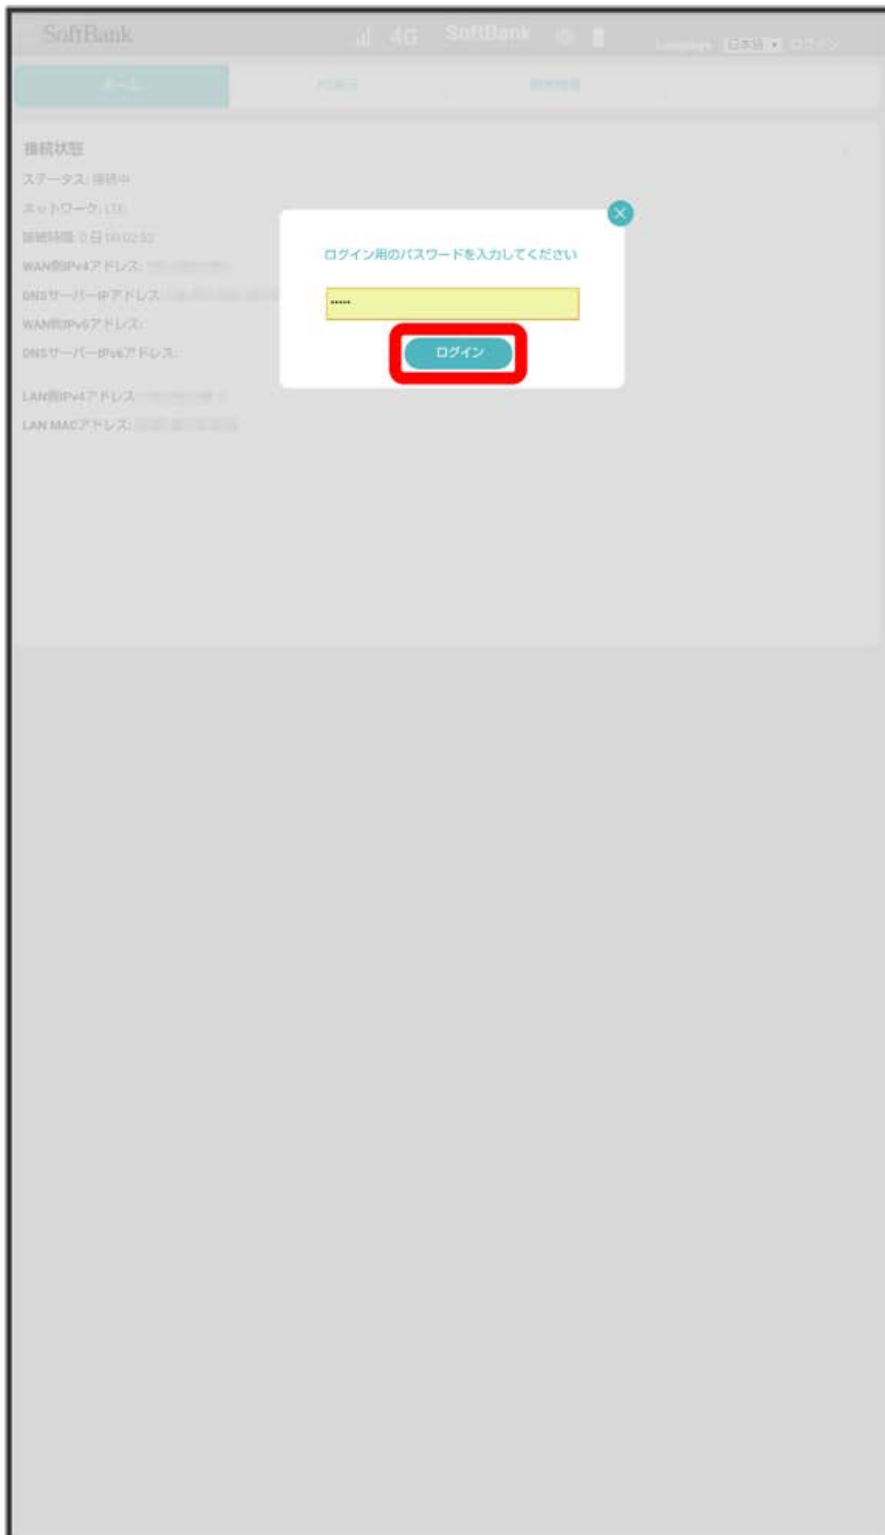 SoftBank
4G SoftBank
Language 日本語 ログイン
ホーム
接続状態
ステータス: 接続中
ネットワーク: LTE
接続時間: 0 日 00:02:52
WAN側IPv4アドレス:
DNSサーバーIPアドレス:
WAN側IPv6アドレス:
DNSサーバーIPv6アドレス:
LAN側IPv4アドレス:
LAN MACアドレス:
ログイン用のパスワードを入力してください
•••••
ログイン